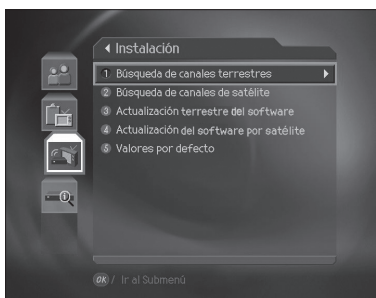 Instalación
1 Búsqueda de canales terrestres
2 Búsqueda de canales de satélite
3 Actualización terrestre del software
4 Actualización del software por satélite
5 Valores por defecto
OK / Ir al Submenú